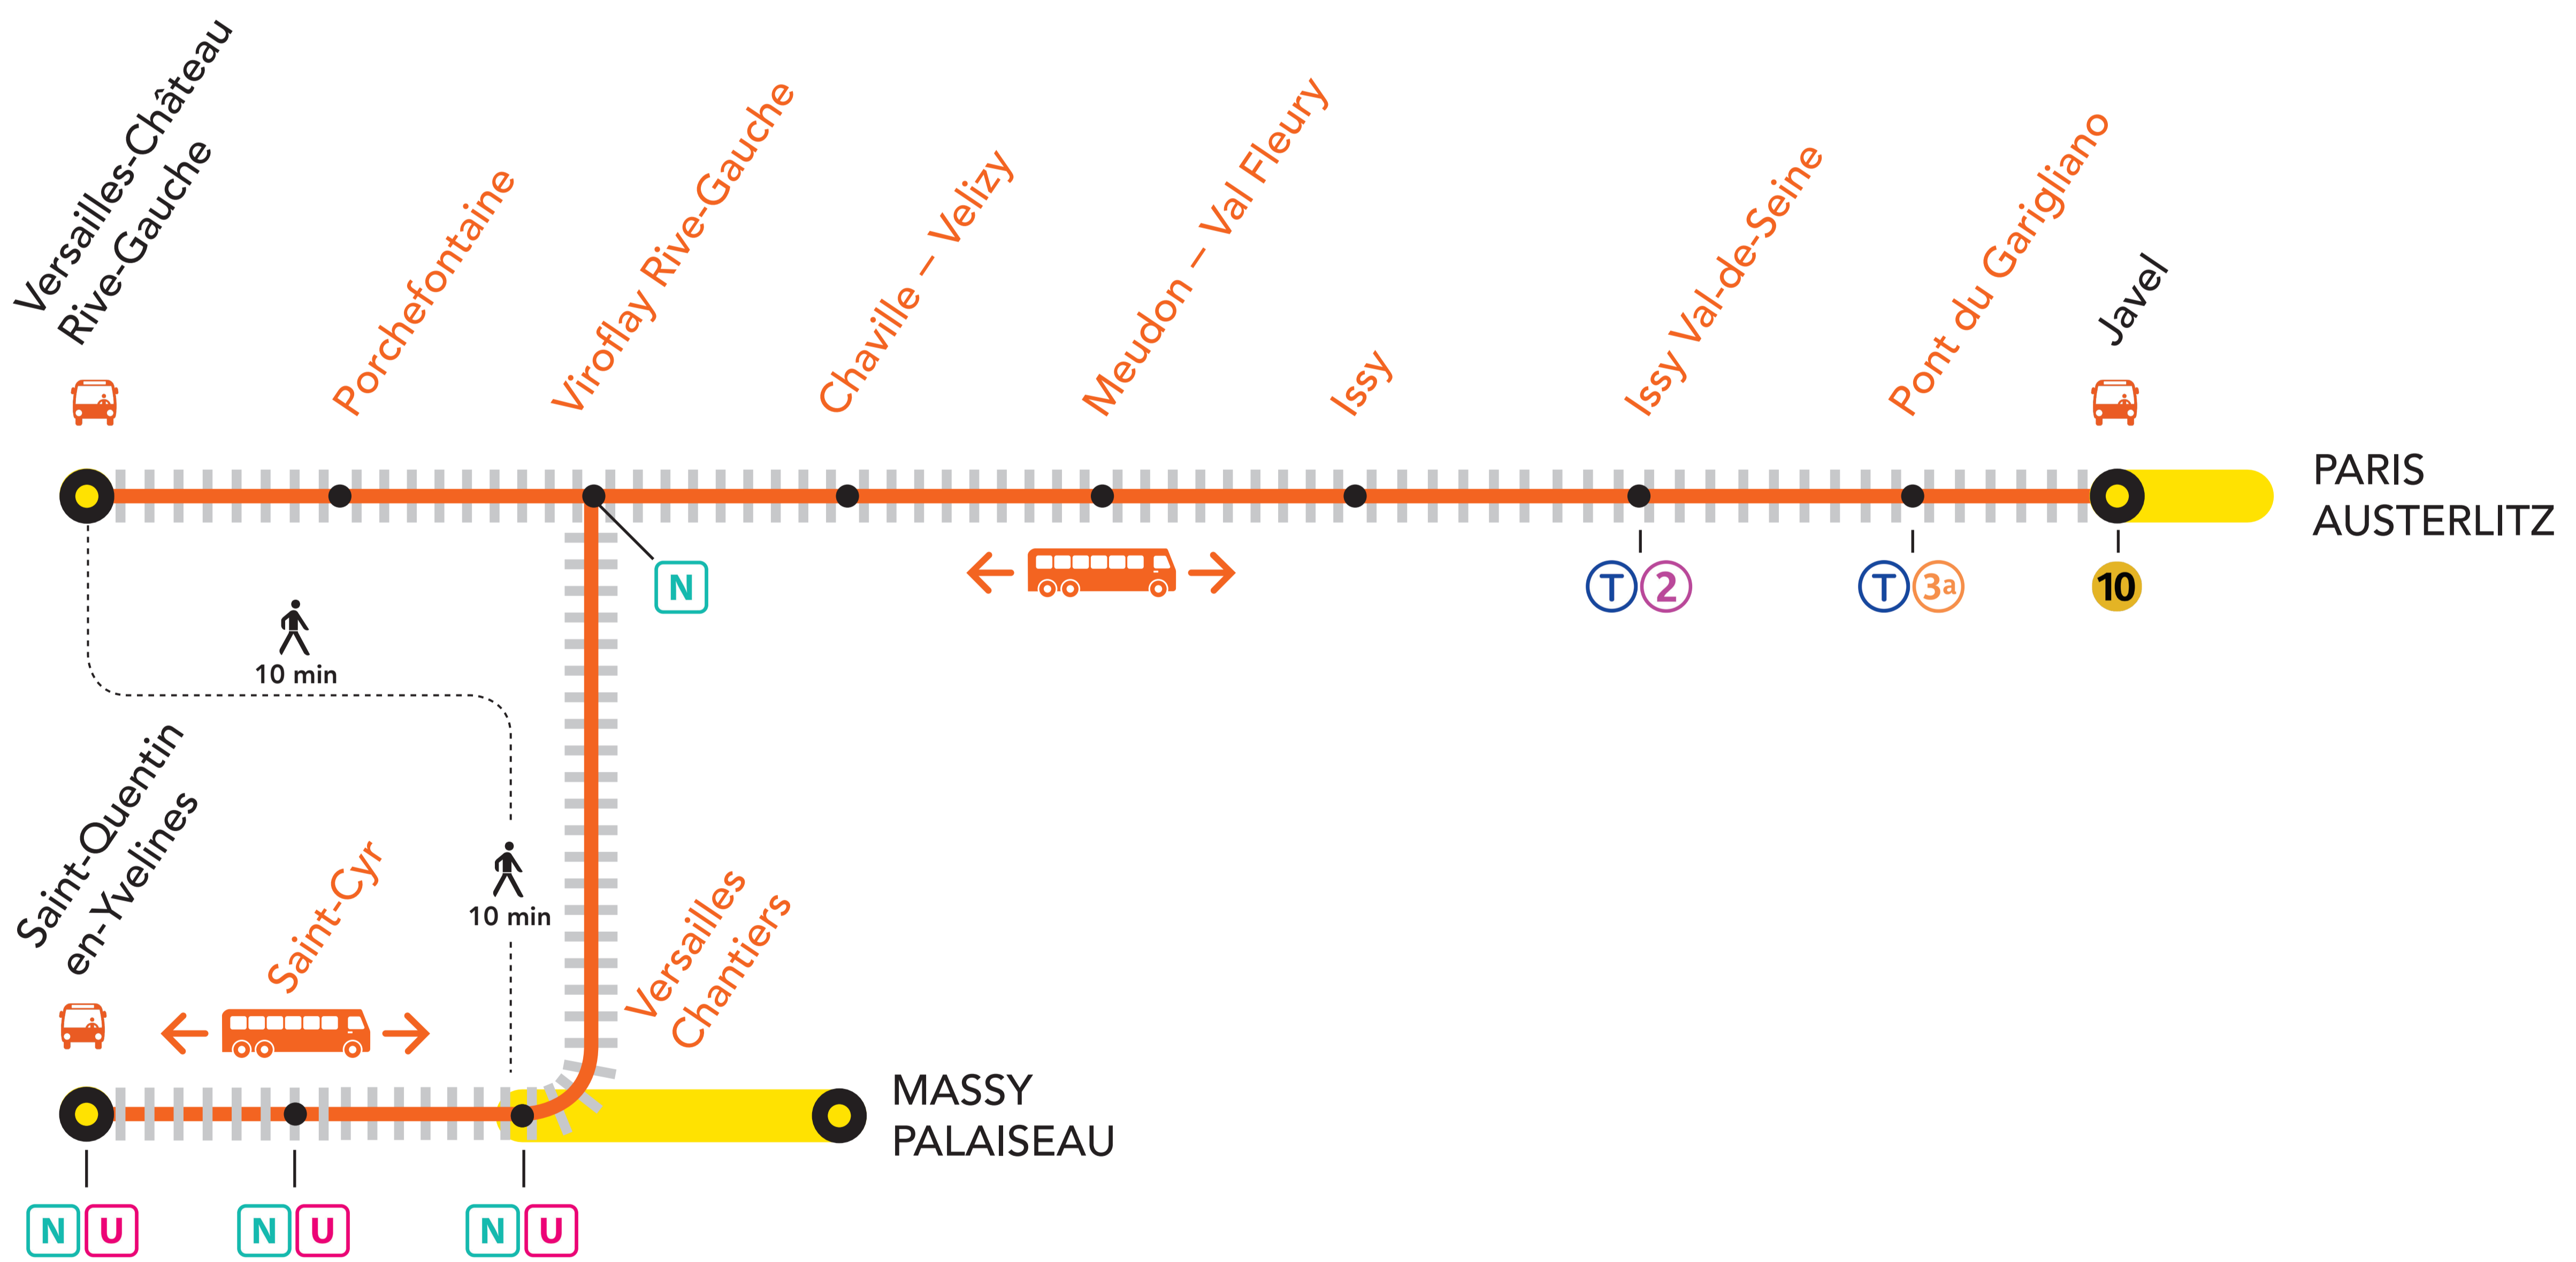 Versailles-Château
Rive-Gauche
Porchefontaine
Viroflay Rive-Gauche
Chaville – Velizy
Meudon – Val Fleury
Issy
Issy Val-de-Seine
Pont du Garigliano
Javel
PARIS
AUSTERLITZ
N
T 2
T 3a
10
10 min
10 min
Saint-Quentin
en-Yvelines
Saint-Cyr
Versailles
Chantiers
MASSY
PALAISEAU
N U
N U
N U